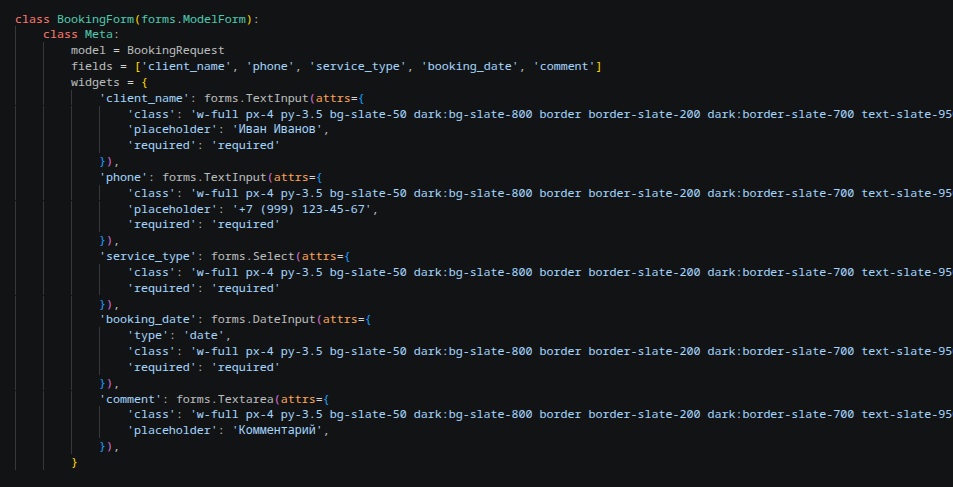 class BookingForm(forms.ModelForm):
    class Meta:
        model = BookingRequest
        fields = ['client_name', 'phone', 'service_type', 'booking_date', 'comment']
        widgets = {
            'client_name': forms.TextInput(attrs={
                'class': 'w-full px-4 py-3.5 bg-slate-50 dark:bg-slate-800 border border-slate-200 dark:border-slate-700 text-slate-95
                'placeholder': 'Иван Иванов',
                'required': 'required'
            }),
            'phone': forms.TextInput(attrs={
                'class': 'w-full px-4 py-3.5 bg-slate-50 dark:bg-slate-800 border border-slate-200 dark:border-slate-700 text-slate-95
                'placeholder': '+7 (999) 123-45-67',
                'required': 'required'
            }),
            'service_type': forms.Select(attrs={
                'class': 'w-full px-4 py-3.5 bg-slate-50 dark:bg-slate-800 border border-slate-200 dark:border-slate-700 text-slate-95
                'required': 'required'
            }),
            'booking_date': forms.DateInput(attrs={
                'type': 'date',
                'class': 'w-full px-4 py-3.5 bg-slate-50 dark:bg-slate-800 border border-slate-200 dark:border-slate-700 text-slate-95
                'required': 'required'
            }),
            'comment': forms.Textarea(attrs={
                'class': 'w-full px-4 py-3.5 bg-slate-50 dark:bg-slate-800 border border-slate-200 dark:border-slate-700 text-slate-95
                'placeholder': 'Комментарий',
            }),
        }